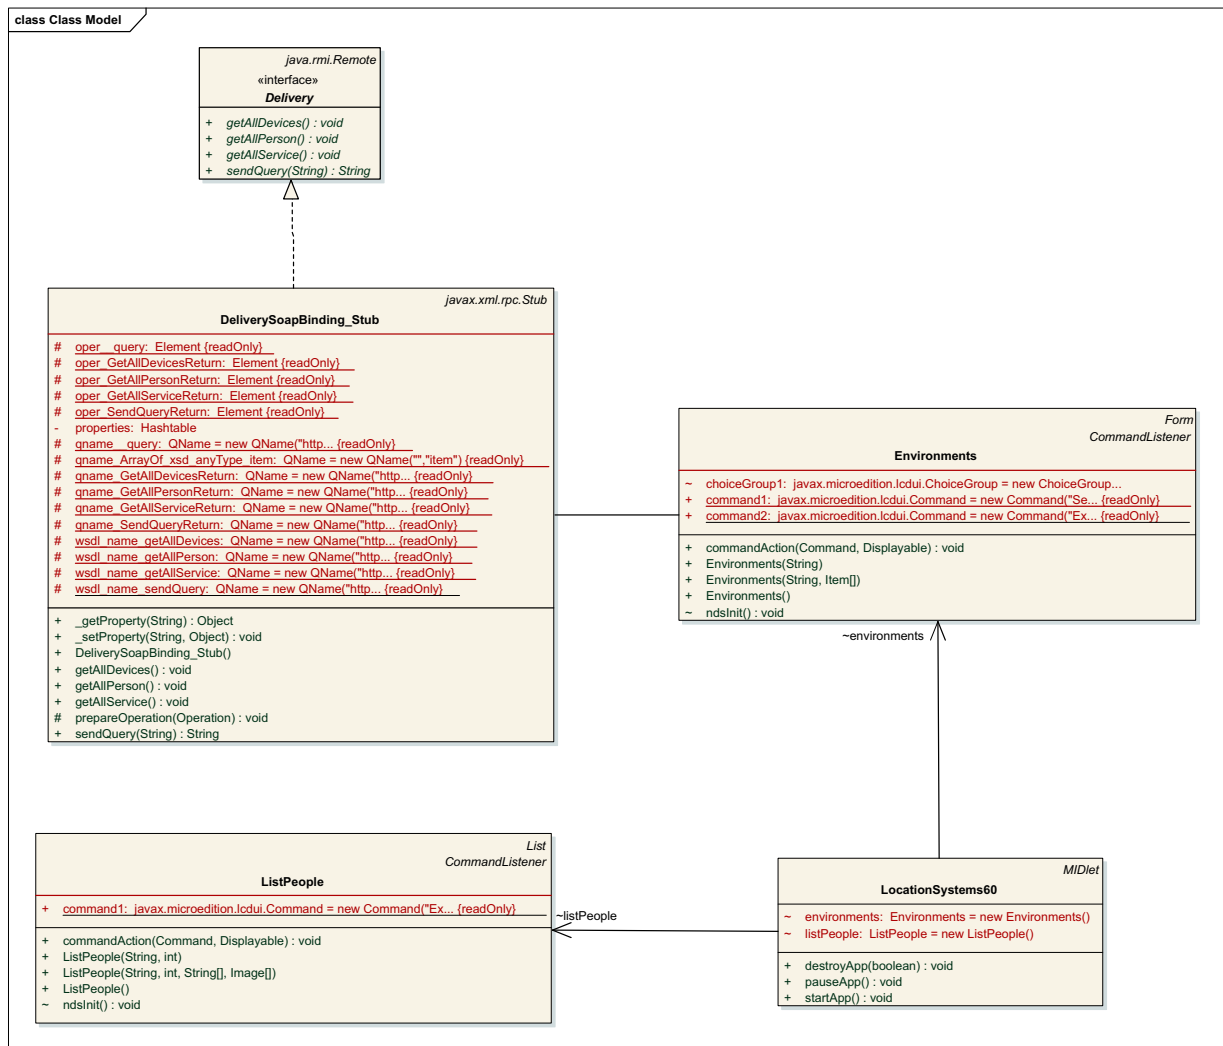 class Class Model
java.rmi.Remote
«interface»
Delivery
+ getAllDevices() : void
+ getAllPerson() : void
+ getAllService() : void
+ sendQuery(String) : String
javax.xml.rpc.Stub
DeliverySoapBinding_Stub
# oper__query: Element {readOnly}
# oper_GetAllDevicesReturn: Element {readOnly}
# oper_GetAllPersonReturn: Element {readOnly}
# oper_GetAllServiceReturn: Element {readOnly}
# oper_SendQueryReturn: Element {readOnly}
- properties: Hashtable
# qname__query: QName = new QName("http... {readOnly}
# qname_ArrayOf_xsd_anyType_item: QName = new QName("","item") {readOnly}
# qname_GetAllDevicesReturn: QName = new QName("http... {readOnly}
# qname_GetAllPersonReturn: QName = new QName("http... {readOnly}
# qname_GetAllServiceReturn: QName = new QName("http... {readOnly}
# qname_SendQueryReturn: QName = new QName("http... {readOnly}
# wsdl_name_getAllDevices: QName = new QName("http... {readOnly}
# wsdl_name_getAllPerson: QName = new QName("http... {readOnly}
# wsdl_name_getAllService: QName = new QName("http... {readOnly}
# wsdl_name_sendQuery: QName = new QName("http... {readOnly}
+ _getProperty(String) : Object
+ _setProperty(String, Object) : void
+ DeliverySoapBinding_Stub()
+ getAllDevices() : void
+ getAllPerson() : void
+ getAllService() : void
# prepareOperation(Operation) : void
+ sendQuery(String) : String
Form
CommandListener
Environments
~ choiceGroup1: javax.microedition.lcdui.ChoiceGroup = new ChoiceGroup...
+ command1: javax.microedition.lcdui.Command = new Command("Se... {readOnly}
+ command2: javax.microedition.lcdui.Command = new Command("Ex... {readOnly}
+ commandAction(Command, Displayable) : void
+ Environments(String)
+ Environments(String, Item[])
+ Environments()
~ ndsInit() : void
~environments
List
CommandListener
ListPeople
+ command1: javax.microedition.lcdui.Command = new Command("Ex... {readOnly}
+ commandAction(Command, Displayable) : void
+ ListPeople(String, int)
+ ListPeople(String, int, String[], Image[])
+ ListPeople()
~ ndsInit() : void
~listPeople
MIDlet
LocationSystems60
~ environments: Environments = new Environments()
~ listPeople: ListPeople = new ListPeople()
+ destroyApp(boolean) : void
+ pauseApp() : void
+ startApp() : void